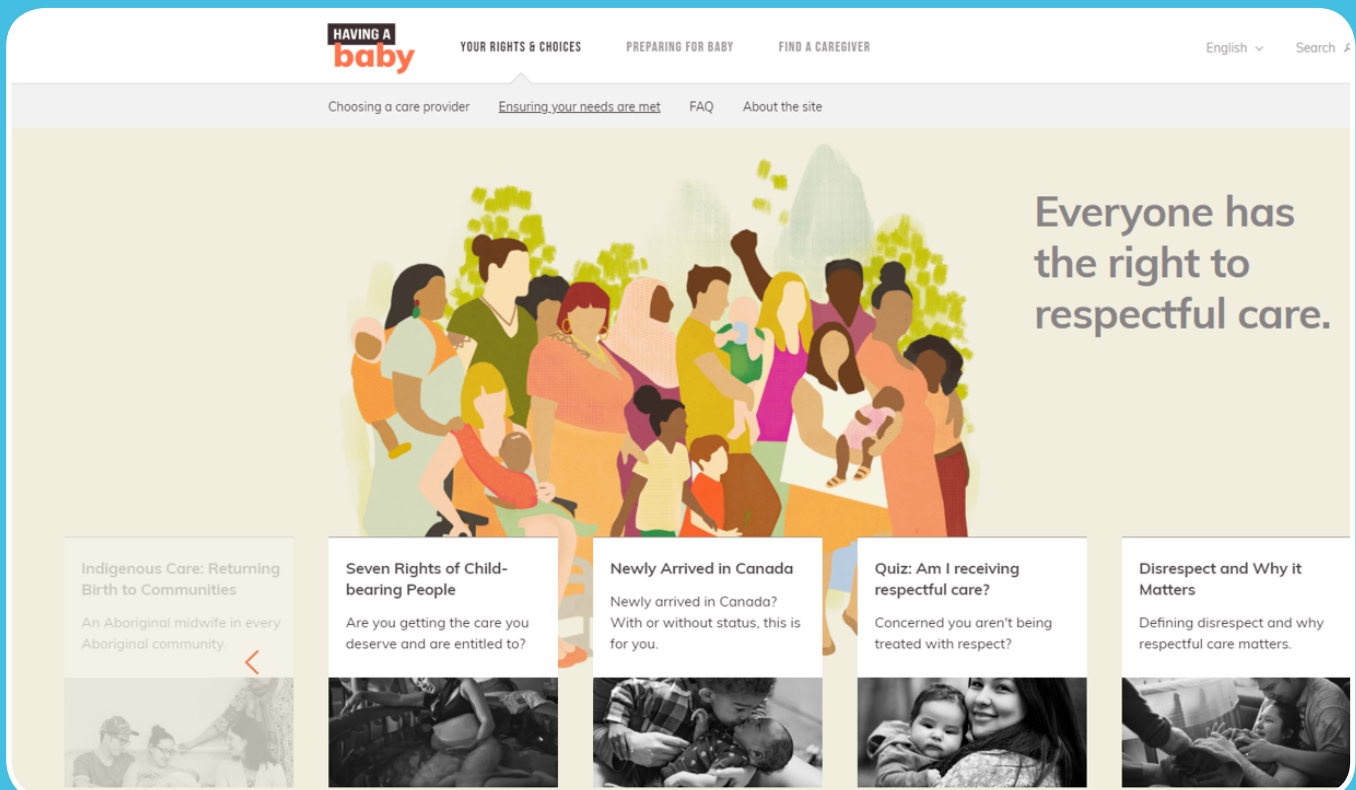 HAVING A
baby
YOUR RIGHTS & CHOICES
PREPARING FOR BABY
FIND A CAREGIVER
English
Search
Choosing a care provider
Ensuring your needs are met
FAQ
About the site
Everyone has
the right to
respectful care.
Indigenous Care: Returning
Birth to Communities
An Aboriginal midwife in every
Aboriginal community.
Seven Rights of Child-
bearing People
Are you getting the care you
deserve and are entitled to?
Newly Arrived in Canada
Newly arrived in Canada?
With or without status, this is
for you.
Quiz: Am I receiving
respectful care?
Concerned you aren't being
treated with respect?
Disrespect and Why it
Matters
Defining disrespect and why
respectful care matters.